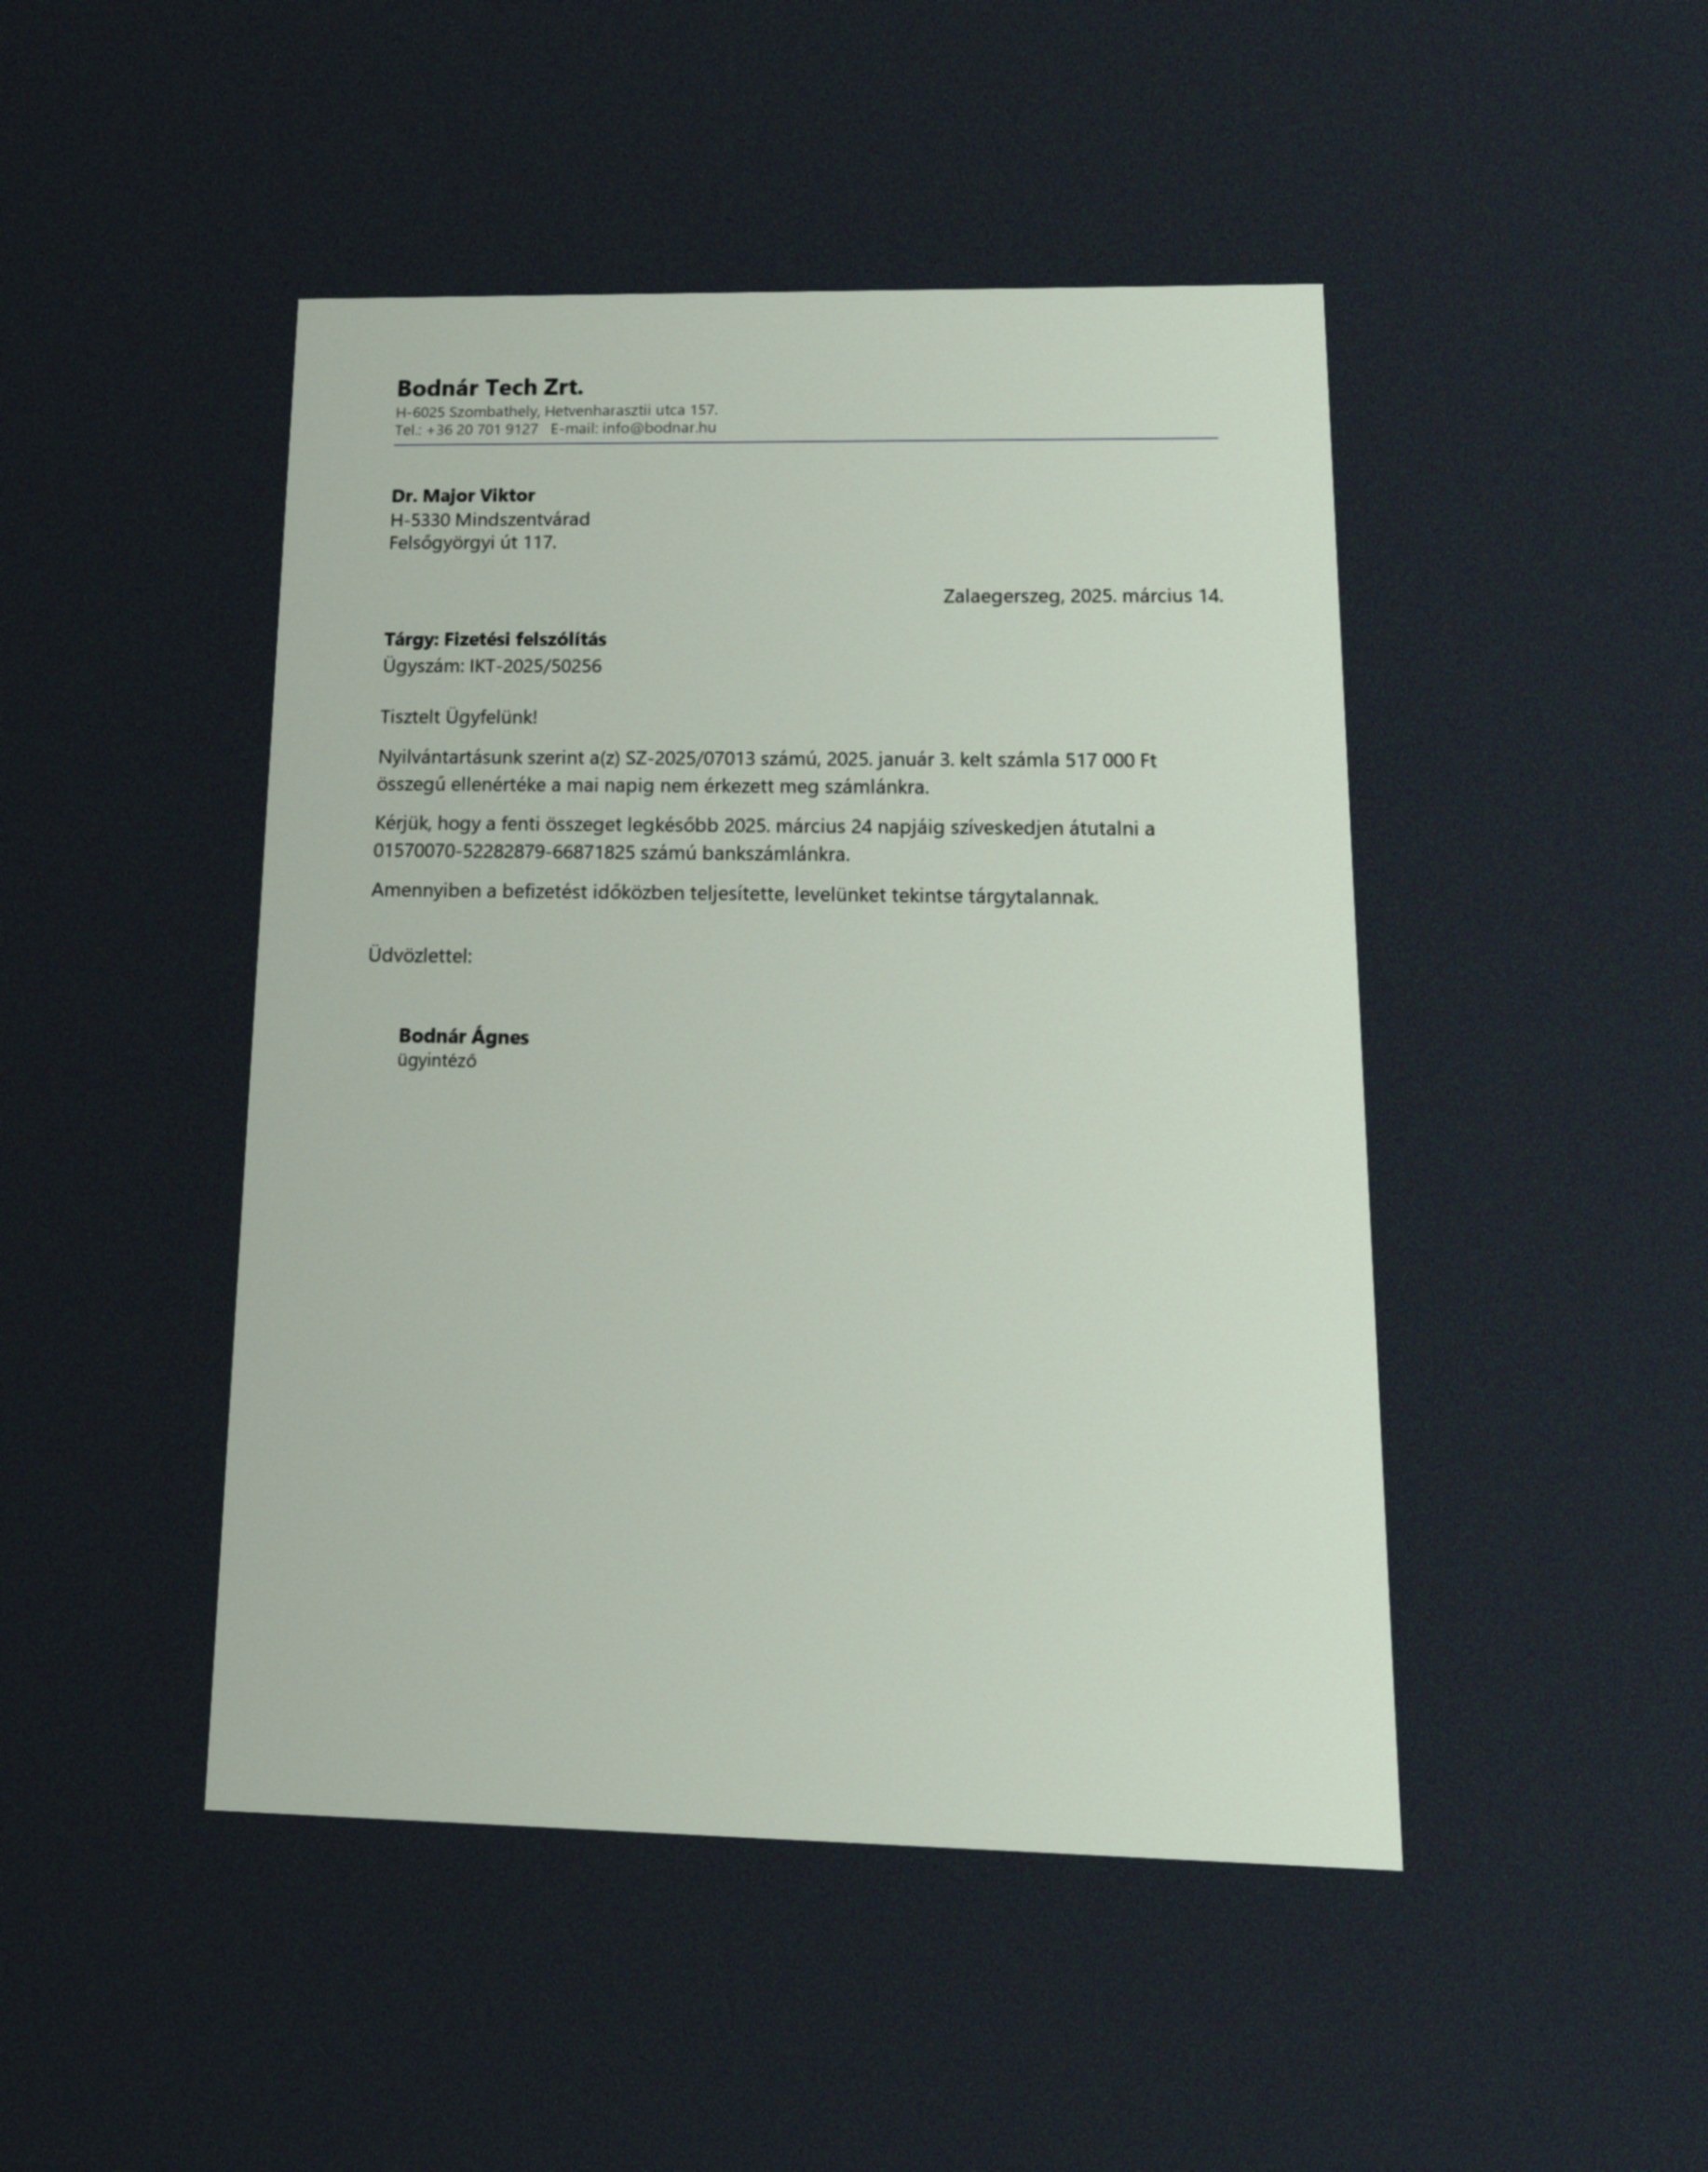 Bodnár Tech Zrt.
H-6025 Szombathely, Hetvenharasztii utca 157.
Tel.: +36 20 701 9127 E-mail: info@bodnar.hu
Dr. Major Viktor
H-5330 Mindszentvárad
Felsőgyörgyi út 117.
Zalaegerszeg, 2025. március 14.
Tárgy: Fizetési felszólítás
Ügyszám: IKT-2025/50256
Tisztelt Ügyfelünk!
Nyilvántartásunk szerint a(z) SZ-2025/07013 számú, 2025. január 3. kelt számla 517 000 Ft
összegű ellenértéke a mai napig nem érkezett meg számlánkra.
Kérjük, hogy a fenti összeget legkésőbb 2025. március 24 napjáig szíveskedjen átutalni a
01570070-52282879-66871825 számú bankszámlánkra.
Amennyiben a befizetést időközben teljesítette, levelünket tekintse tárgytalannak.
Üdvözlettel:
Bodnár Ágnes
ügyintéző